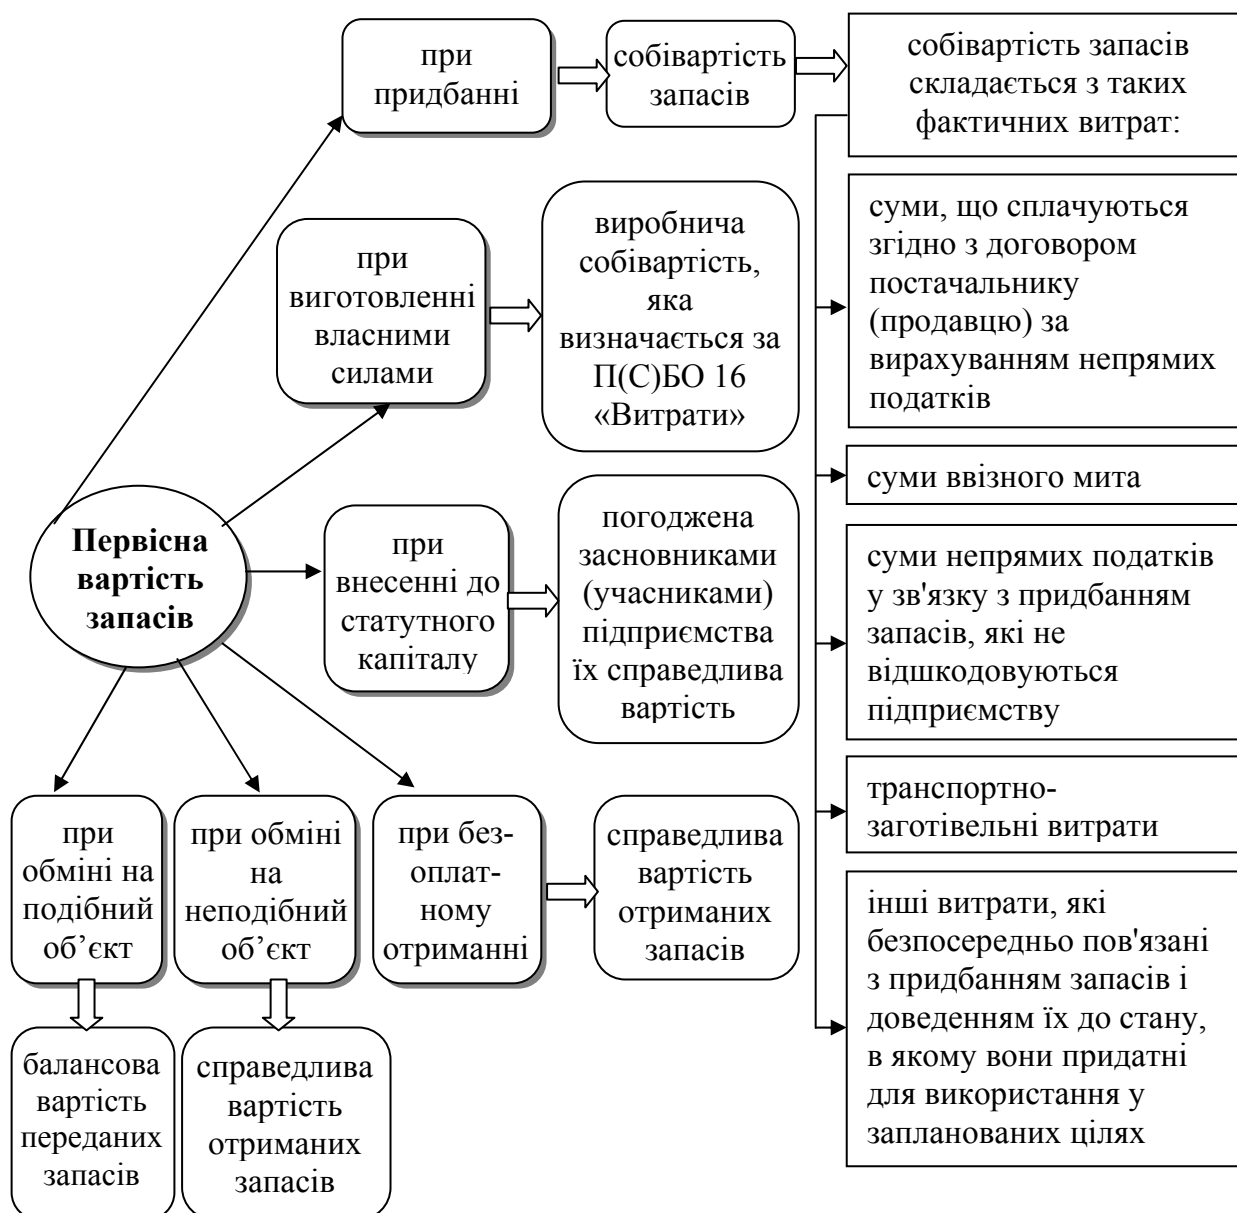 при
придбанні
собівартість
запасів
собівартість запасів
складається з таких
фактичних витрат:
суми, що сплачуються
згідно з договором
постачальнику
(продавцю) за
вирахуванням непрямих
податків
суми ввізного мита
суми непрямих податків
у зв'язку з придбанням
запасів, які не
відшкодовуються
підприємству
транспортно-
заготівельні витрати
інші витрати, які
безпосередньо пов'язані
з придбанням запасів і
доведенням їх до стану,
в якому вони придатні
для використання у
запланованих цілях
при
виготовленні
власними
силами
виробнича
собівартість,
яка
визначається за
П(С)БО 16
«Витрати»
Первісна
вартість
запасів
при
внесенні до
статутного
капіталу
погоджена
засновниками
(учасниками)
підприємства
їх справедлива
вартість
при
обміні на
подібний
об’єкт
при обміні
на
неподібний
об’єкт
при без-
оплат-
ному
отриманні
справедлива
вартість
отриманих
запасів
балансова
вартість
переданих
запасів
справедлива
вартість
отриманих
запасів